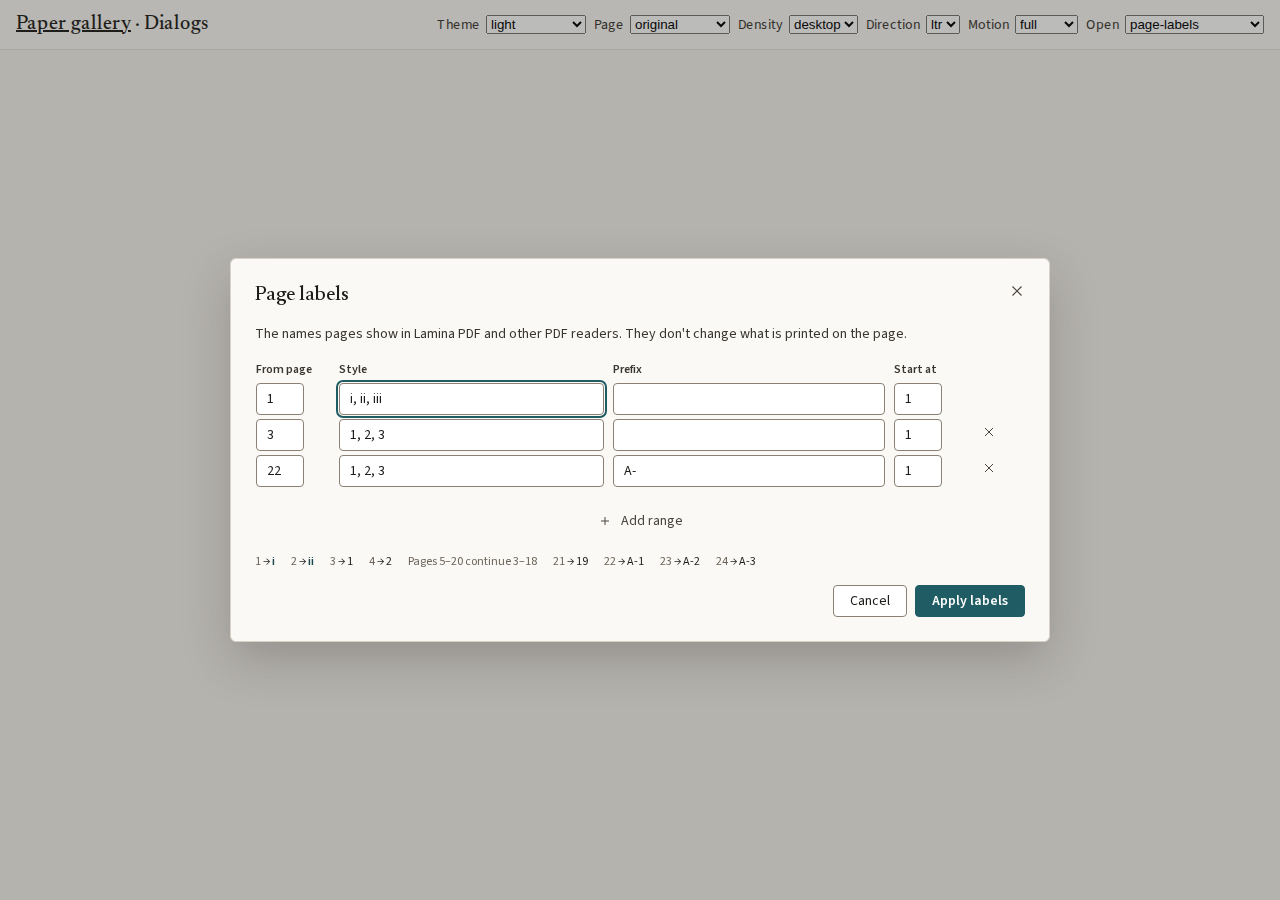 Paper gallery · Dialogs Theme light Page original Density desktop Direction ltr Motion full Open page-labels
Page labels
The names pages show in Lamina PDF and other PDF readers. They don't change what is printed on the page.
From page Style Prefix Start at
1 i, ii, iii 1
3 1, 2, 3 1
22 1, 2, 3 A- 1
+ Add range
1→i 2→ii 3→1 4→2 Pages 5–20 continue 3–18 21→19 22→A-1 23→A-2 24→A-3
Cancel Apply labels